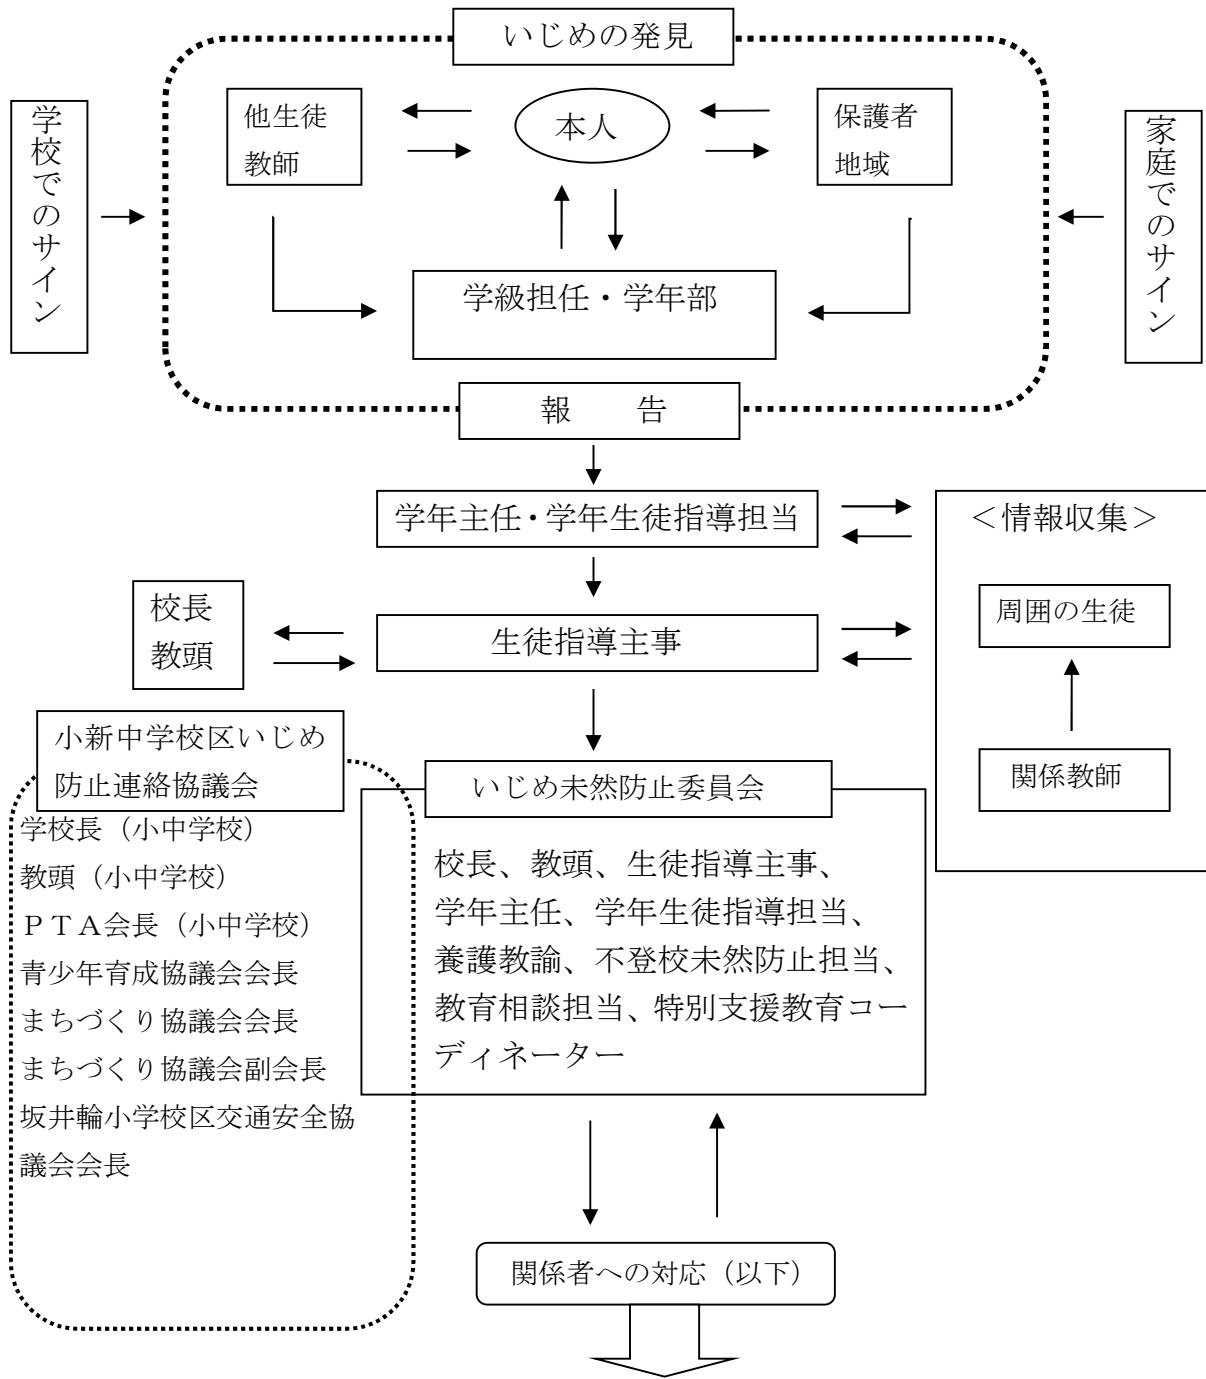 いじめの発見
学校でのサイン
他生徒
教師
本人
保護者
地域
家庭でのサイン
学級担任・学年部
報　　告
学年主任・学年生徒指導担当
＜情報収集＞
周囲の生徒
関係教師
校長
教頭
生徒指導主事
小新中学校区いじめ
防止連絡協議会
学校長（小中学校）
教頭（小中学校）
ＰＴＡ会長（小中学校）
青少年育成協議会会長
まちづくり協議会会長
まちづくり協議会副会長
坂井輪小学校区交通安全協
議会会長
いじめ未然防止委員会
校長、教頭、生徒指導主事、
学年主任、学年生徒指導担当、
養護教諭、不登校未然防止担当、
教育相談担当、特別支援教育コー
ディネーター
関係者への対応（以下）